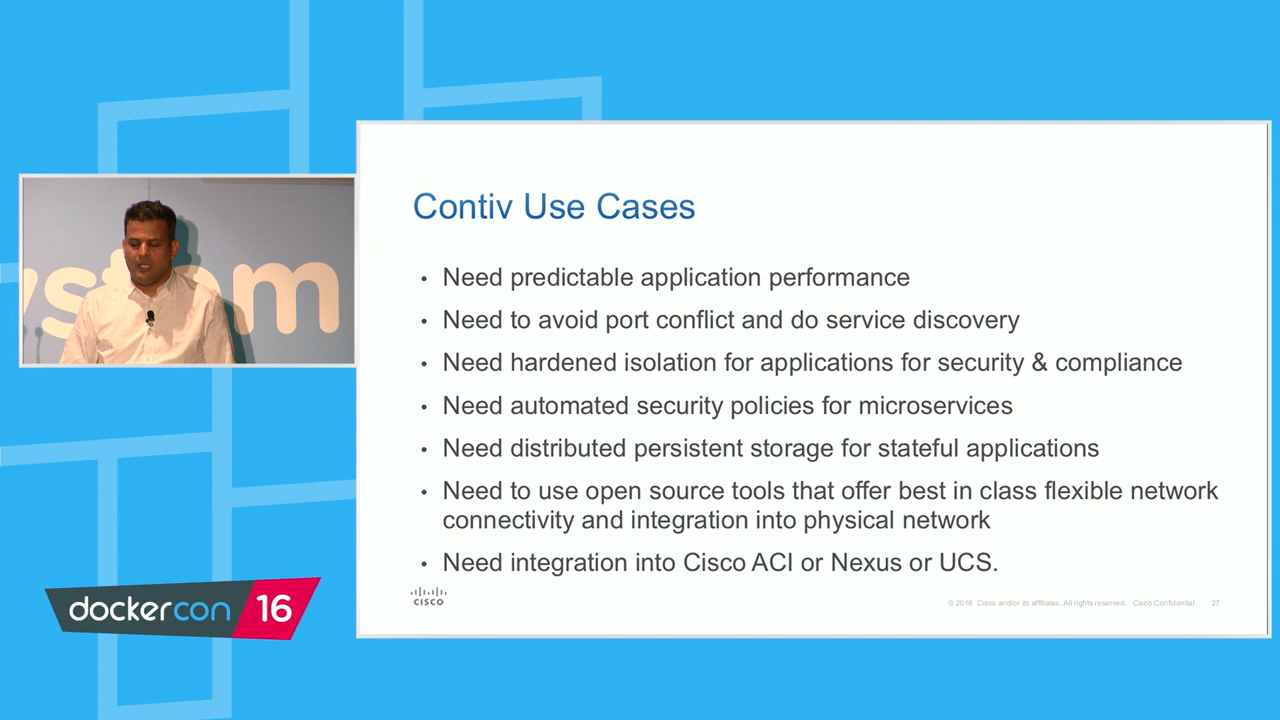 Contiv Use Cases
• Need predictable application performance
• Need to avoid port conflict and do service discovery
• Need hardened isolation for applications for security & compliance
• Need automated security policies for microservices
• Need distributed persistent storage for stateful applications
• Need to use open source tools that offer best in class flexible network
connectivity and integration into physical network
• Need integration into Cisco ACI or Nexus or UCS.
CISCO
© 2016 Cisco and/or its affiliates. All rights reserved. Cisco Confidential 27
dockercon 16